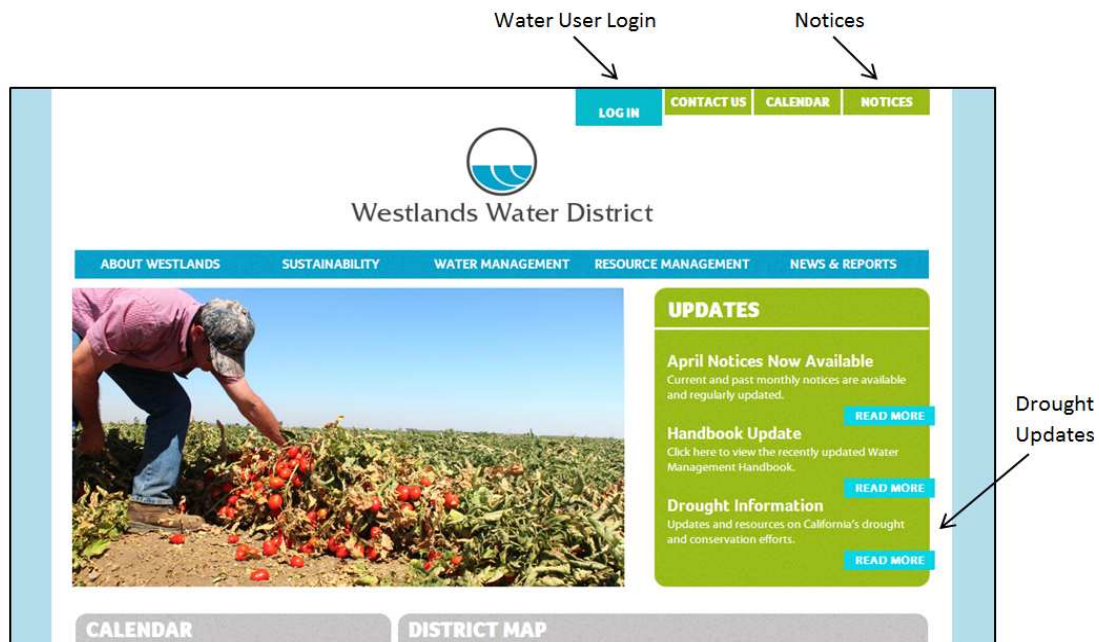 Water User Login
Notices
LOG IN
CONTACT US
CALENDAR
NOTICES
Westlands Water District
ABOUT WESTLANDS
SUSTAINABILITY
WATER MANAGEMENT
RESOURCE MANAGEMENT
NEWS & REPORTS
UPDATES
April Notices Now Available
Current and past monthly notices are available
and regularly updated.
READ MORE
Handbook Update
Click here to view the recently updated Water
Management Handbook.
READ MORE
Drought Information
Updates and resources on California's drought
and conservation efforts.
READ MORE
Drought
Updates
CALENDAR
DISTRICT MAP